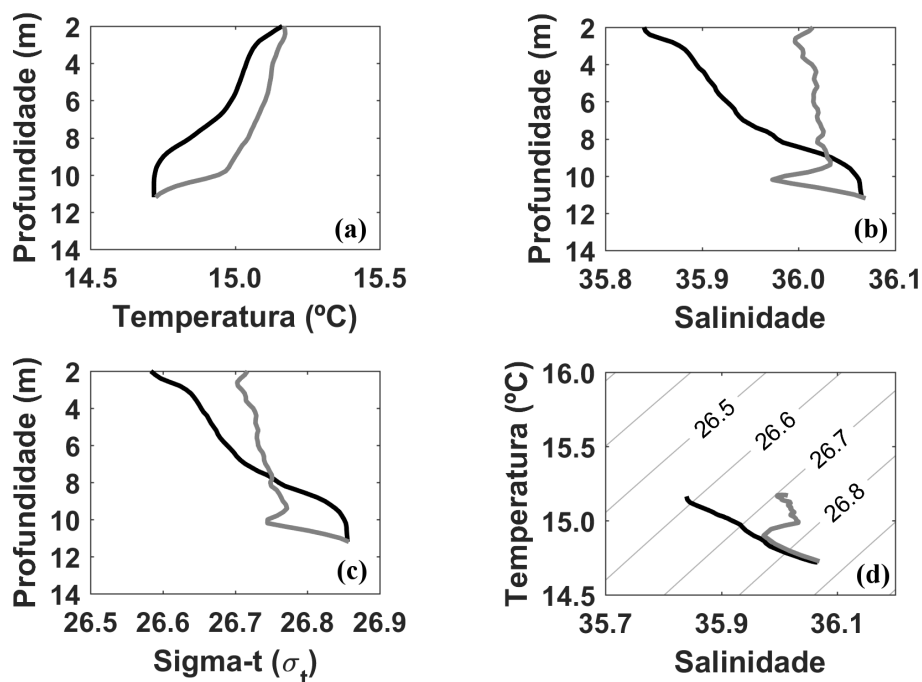 Profundidade (m)
2
4
6
8
10
12
14
(a)
14.5 15.0 15.5
Temperatura (ºC)
Profundidade (m)
2
4
6
8
10
12
14
(b)
35.8 35.9 36.0 36.1
Salinidade
Profundidade (m)
2
4
6
8
10
12
14
(c)
26.5 26.6 26.7 26.8 26.9
Sigma-t (σt)
Temperatura (ºC)
16.0
15.5
15.0
14.5
26.5
26.6
26.7
26.8
(d)
35.7 35.9 36.1
Salinidade